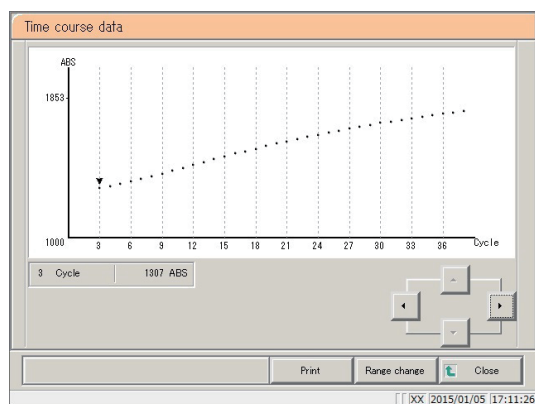 Time course data
ABS
1853
1000
3 6 9 12 15 18 21 24 27 30 33 36 Cycle
3 Cycle 1307 ABS
Print Range change Close
XX 2015/01/05 17:11:26